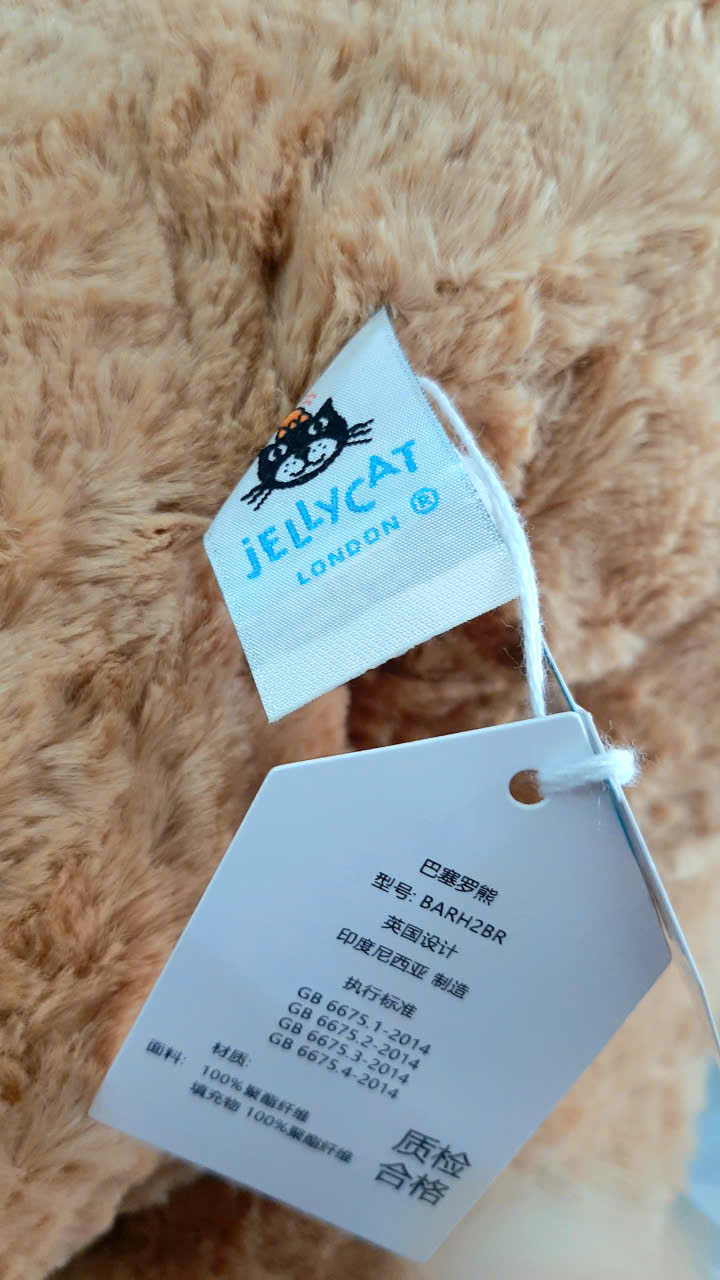 jELLYCAT ®
LONDON
巴塞罗熊
型号: BARH2BR
英国设计
印度尼西亚 制造
执行标准
GB 6675.1-2014
GB 6675.2-2014
GB 6675.3-2014
GB 6675.4-2014
材质:
面料: 100%聚酯纤维
填充物 100%聚酯纤维
质检
合格